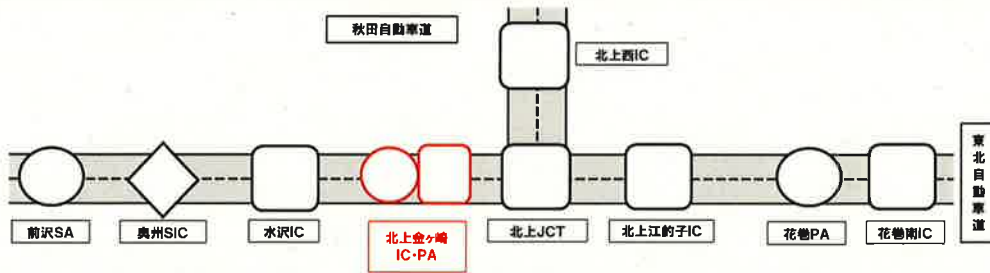 秋田自動車道
北上西IC
東北自動車道
前沢SA
奥州SIC
水沢IC
北上金ヶ崎
IC・PA
北上JCT
北上江釣子IC
花巻PA
花巻南IC